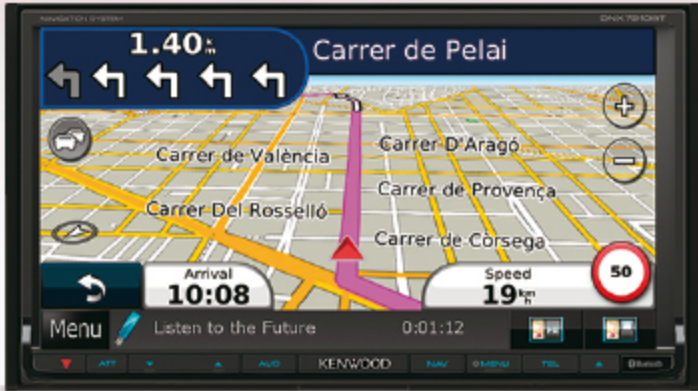 NAVIGATION SYSTEM
DNX7210BT
1.40 km
Carrer de Pelai
Carrer D'Aragó
Carrer de València
Carrer de Provença
Carrer Del Rosselló
Carrer de Còrsega
Arrival
10:08
Speed
19 km/h
50
Menu
Listen to the Future
0:01:12
ATT
AUD
KENWOOD
NAV
MENU
TEL
Bluetooth